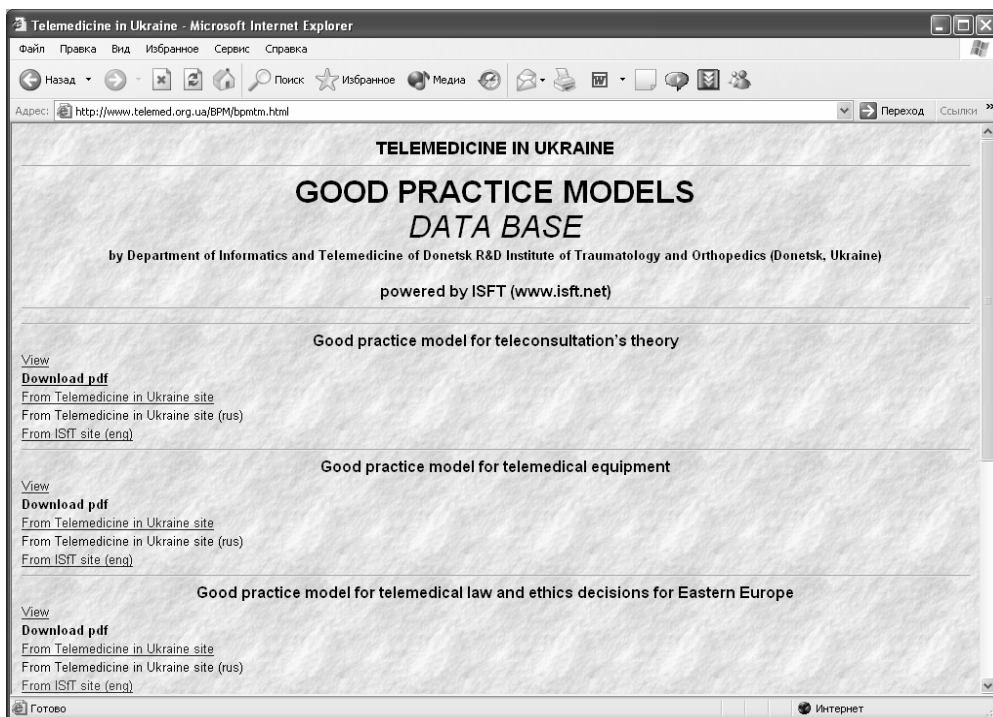 Telemedicine in Ukraine - Microsoft Internet Explorer
Файл Правка Вид Избранное Сервис Справка
Назад Поиск Избранное Медиа
Адрес: http://www.telemed.org.ua/BPM/bpmtm.html Переход Ссылки »
TELEMEDICINE IN UKRAINE
GOOD PRACTICE MODELS
DATA BASE
by Department of Informatics and Telemedicine of Donetsk R&D Institute of Traumatology and Orthopedics (Donetsk, Ukraine)
powered by ISFT (www.isft.net)
Good practice model for teleconsultation's theory
View
Download pdf
From Telemedicine in Ukraine site
From Telemedicine in Ukraine site (rus)
From ISfT site (eng)
Good practice model for telemedical equipment
View
Download pdf
From Telemedicine in Ukraine site
From Telemedicine in Ukraine site (rus)
From ISfT site (eng)
Good practice model for telemedical law and ethics decisions for Eastern Europe
View
Download pdf
From Telemedicine in Ukraine site
From Telemedicine in Ukraine site (rus)
From ISfT site (eng)
Готово Интернет